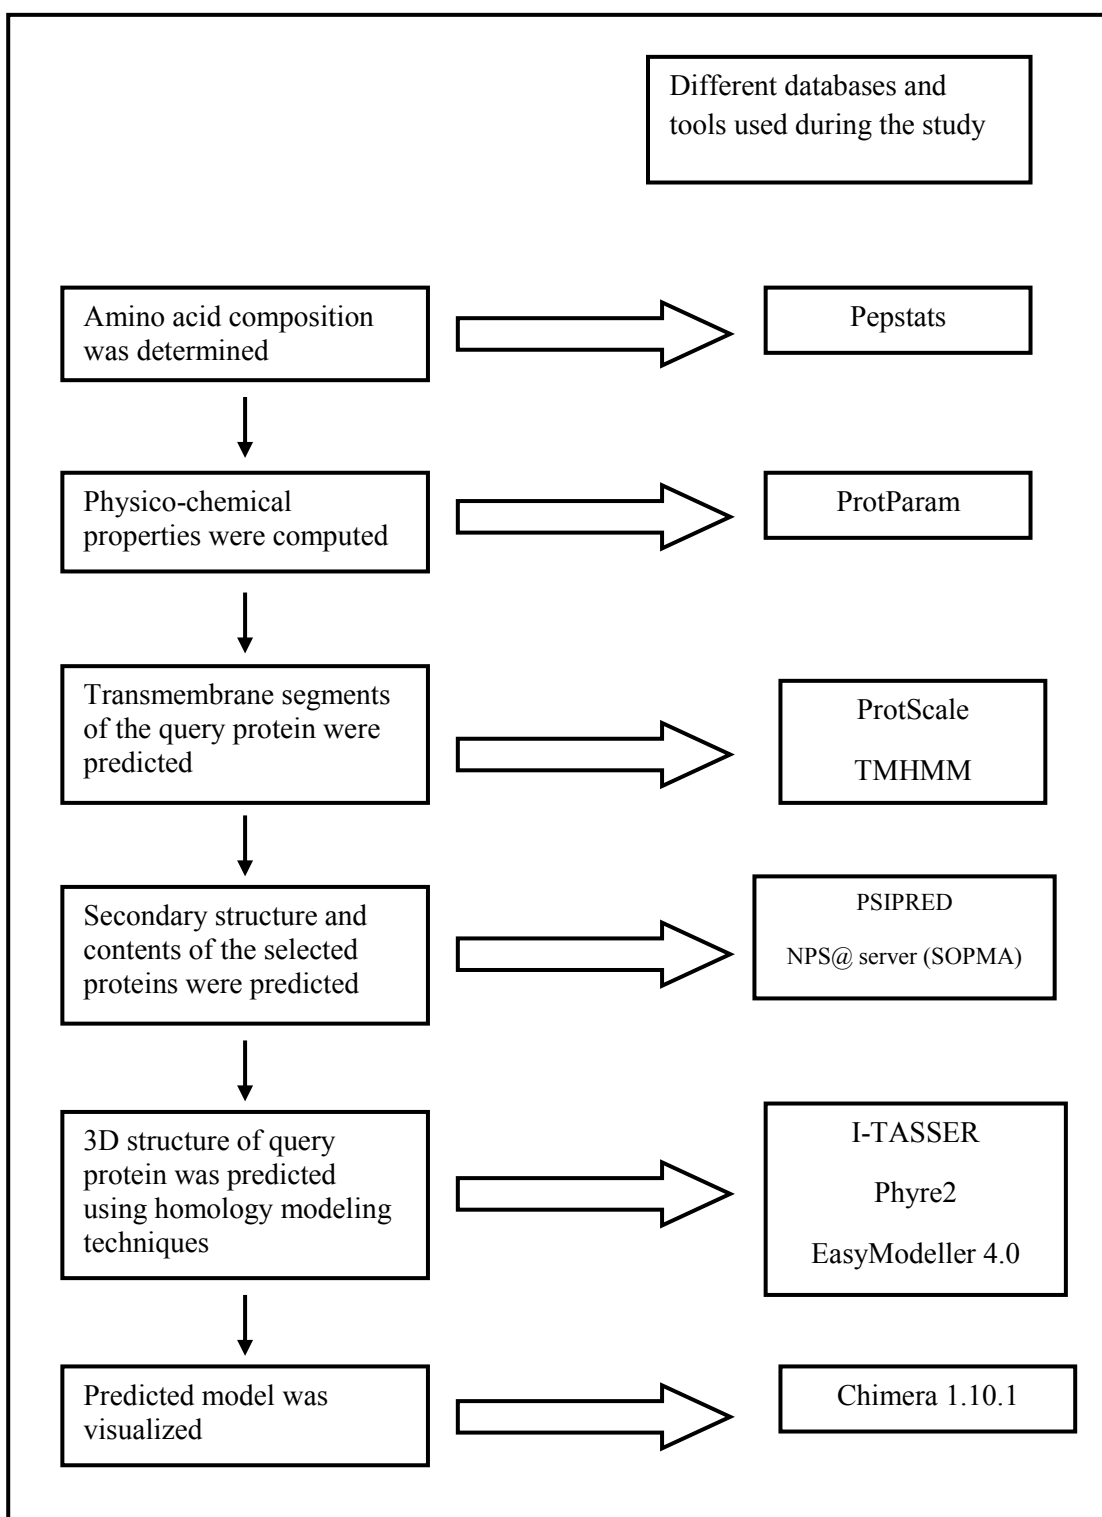 Different databases and
tools used during the study
Amino acid composition
was determined
Pepstats
Physico-chemical
properties were computed
ProtParam
Transmembrane segments
of the query protein were
predicted
ProtScale
TMHMM
Secondary structure and
contents of the selected
proteins were predicted
PSIPRED
NPS@ server (SOPMA)
3D structure of query
protein was predicted
using homology modeling
techniques
I-TASSER
Phyre2
EasyModeller 4.0
Predicted model was
visualized
Chimera 1.10.1